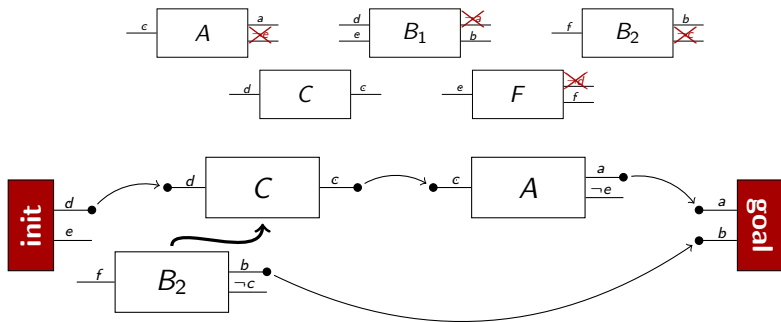 c A a ¬e
d e B1 ¬a b
f B2 b ¬c
d C c
e F ¬d f
init d e
d C c
c A a ¬e
a b goal
f B2 b ¬c